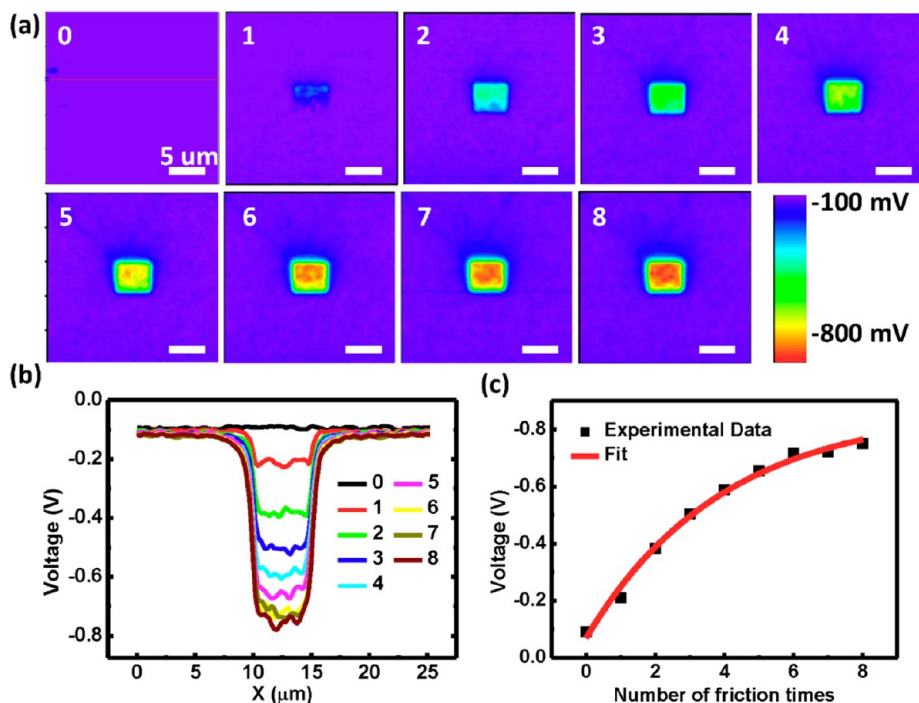 (a)
0 1 2 3 4
5 um
5 6 7 8
-100 mV
-800 mV
(b)
0.0
-0.2
-0.4
-0.6
-0.8
Voltage (V)
0 5
1 6
2 7
3 8
4
0 5 10 15 20 25
X (μm)
(c)
-0.8
-0.6
-0.4
-0.2
0.0
Voltage (V)
Experimental Data
Fit
0 2 4 6 8
Number of friction times